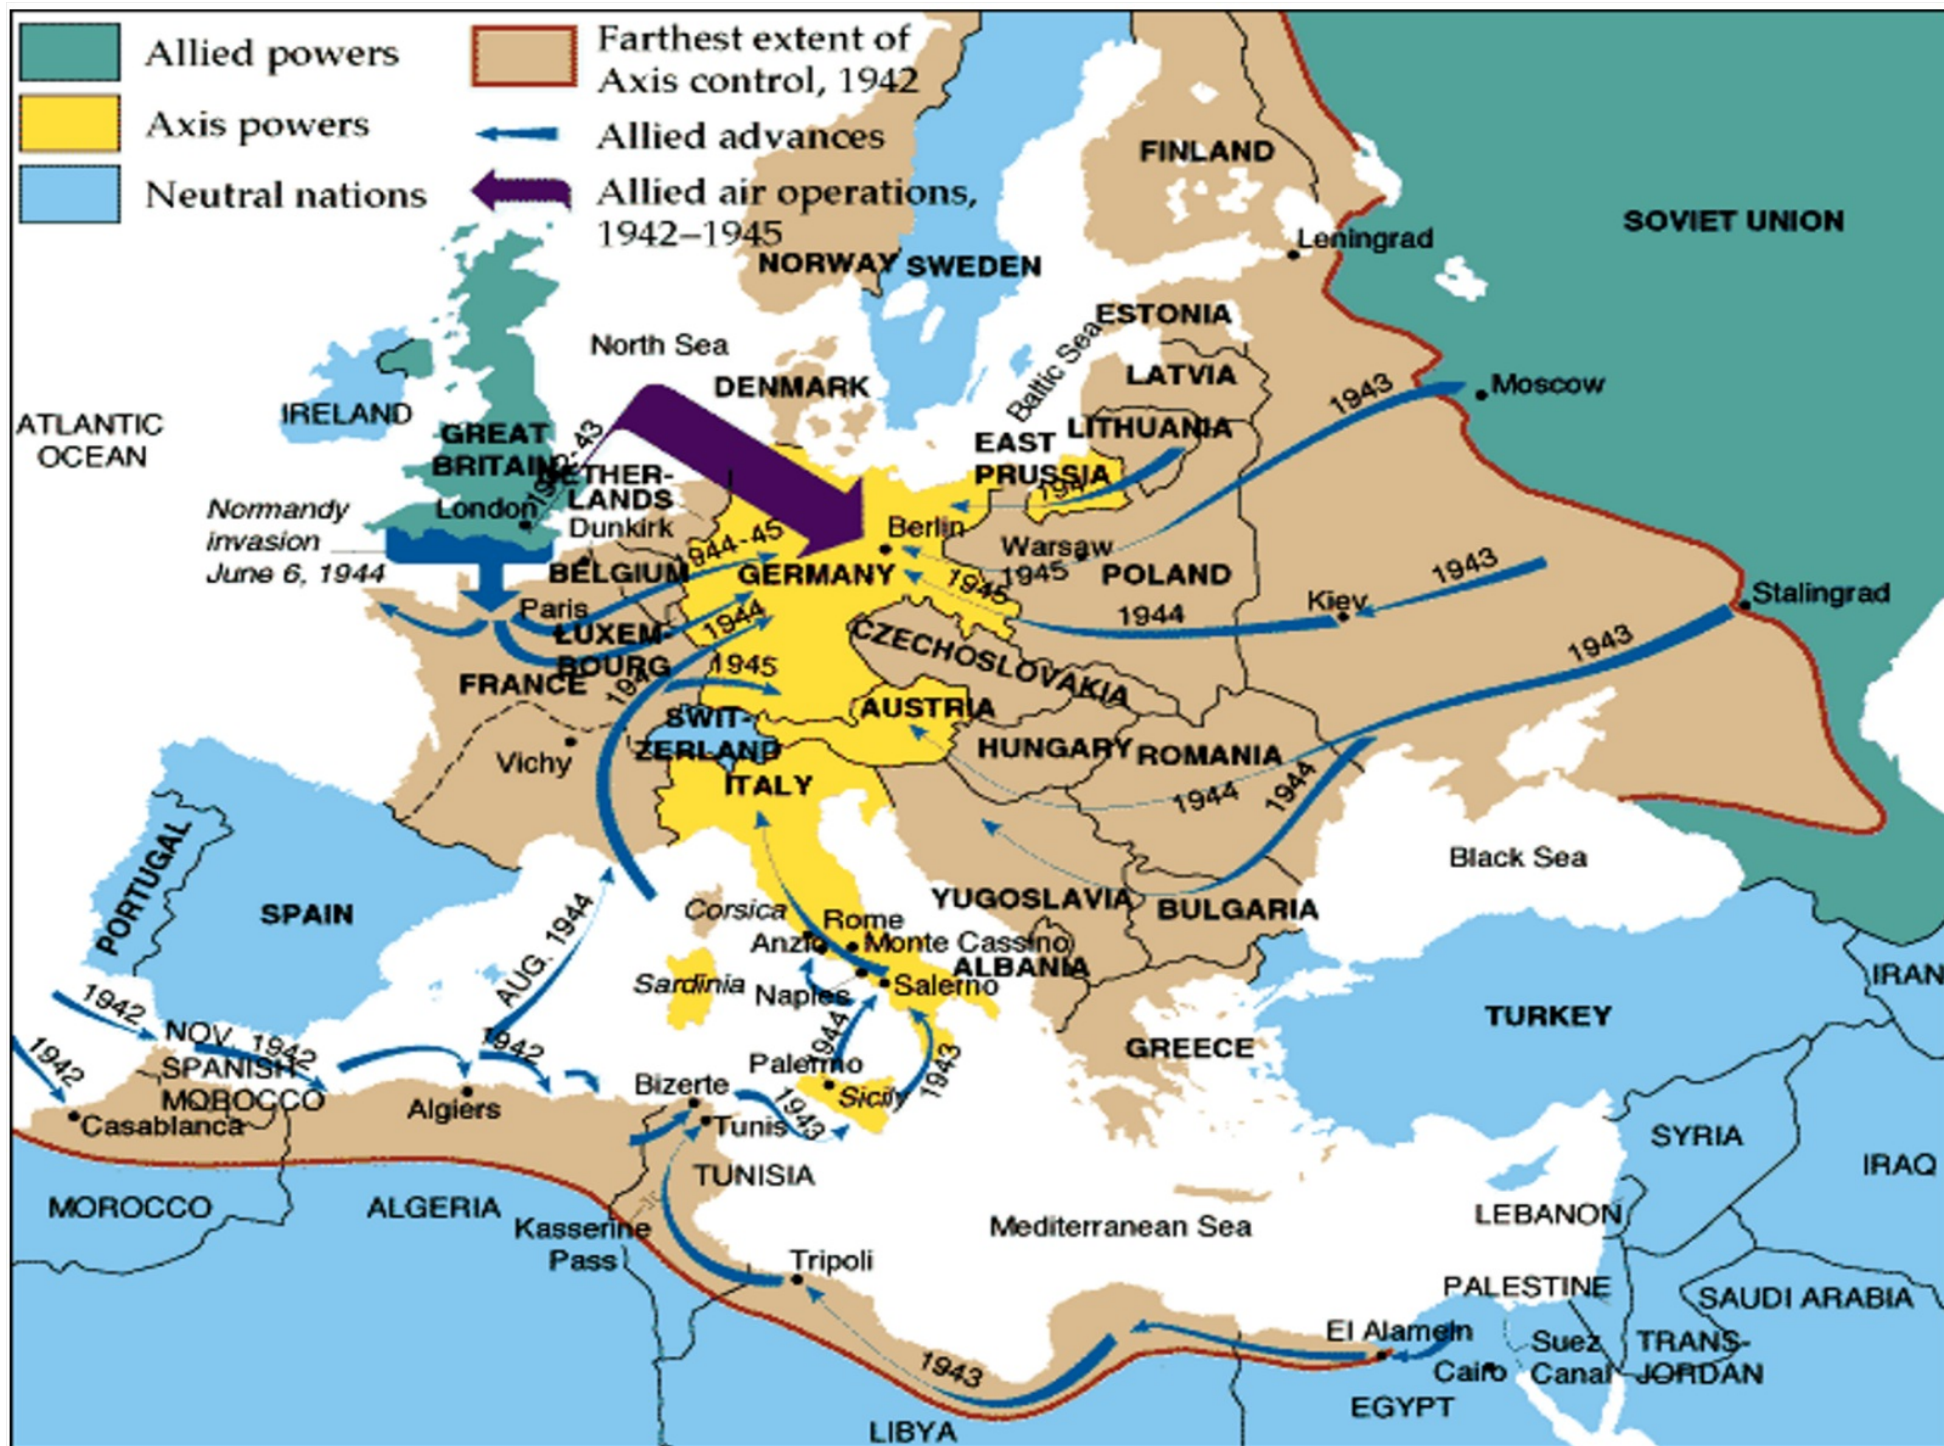 Allied powers
Axis powers
Neutral nations
Farthest extent of
Axis control, 1942
Allied advances
Allied air operations,
1942–1945
FINLAND
SOVIET UNION
Leningrad
NORWAY
SWEDEN
ESTONIA
North Sea
Baltic Sea
LATVIA
DENMARK
1943
Moscow
ATLANTIC
OCEAN
IRELAND
GREAT
BRITAIN
LITHUANIA
EAST
PRUSSIA
NETHER-
LANDS
London
Normandy
invasion
June 6, 1944
Dunkirk
1944-45
Berlin
Warsaw
1945
POLAND
BELGIUM
GERMANY
1945
1943
Paris
1944
1944
Kiev
Stalingrad
LUXEM-
BOURG
CZECHOSLOVAKIA
1943
FRANCE
1945
AUSTRIA
SWIT-
ZERLAND
HUNGARY
ROMANIA
Vichy
ITALY
1944
1944
PORTUGAL
SPAIN
Black Sea
Corsica
Rome
YUGOSLAVIA
BULGARIA
Anzio
Monte Cassino
ALBANIA
AUG. 1944
Sardinia
Naples
Salerno
IRAN
1942
NOV.
1942
1942
1944
TURKEY
1942
SPANISH
MOROCCO
Palermo
1943
GREECE
Bizerte
Sicily
Casablanca
Algiers
Tunis
1943
SYRIA
TUNISIA
IRAQ
MOROCCO
ALGERIA
Kasserine
Pass
Mediterranean Sea
LEBANON
Tripoli
PALESTINE
SAUDI ARABIA
El Alamein
Suez
Canal
TRANS-
JORDAN
1943
Cairo
EGYPT
LIBYA